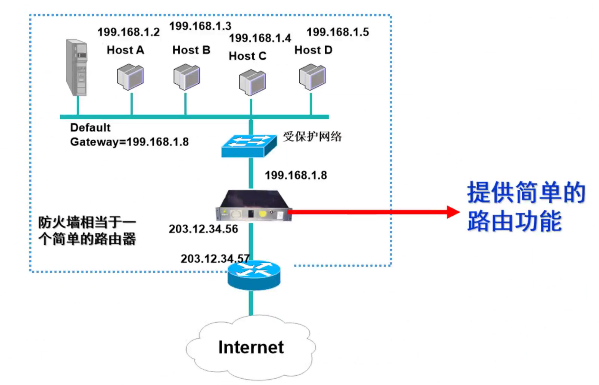 199.168.1.2
199.168.1.3
199.168.1.4
199.168.1.5
Host A
Host B
Host C
Host D
Default
Gateway=199.168.1.8
受保护网络
199.168.1.8
提供简单的
路由功能
防火墙相当于一
个简单的路由器
203.12.34.56
203.12.34.57
Internet